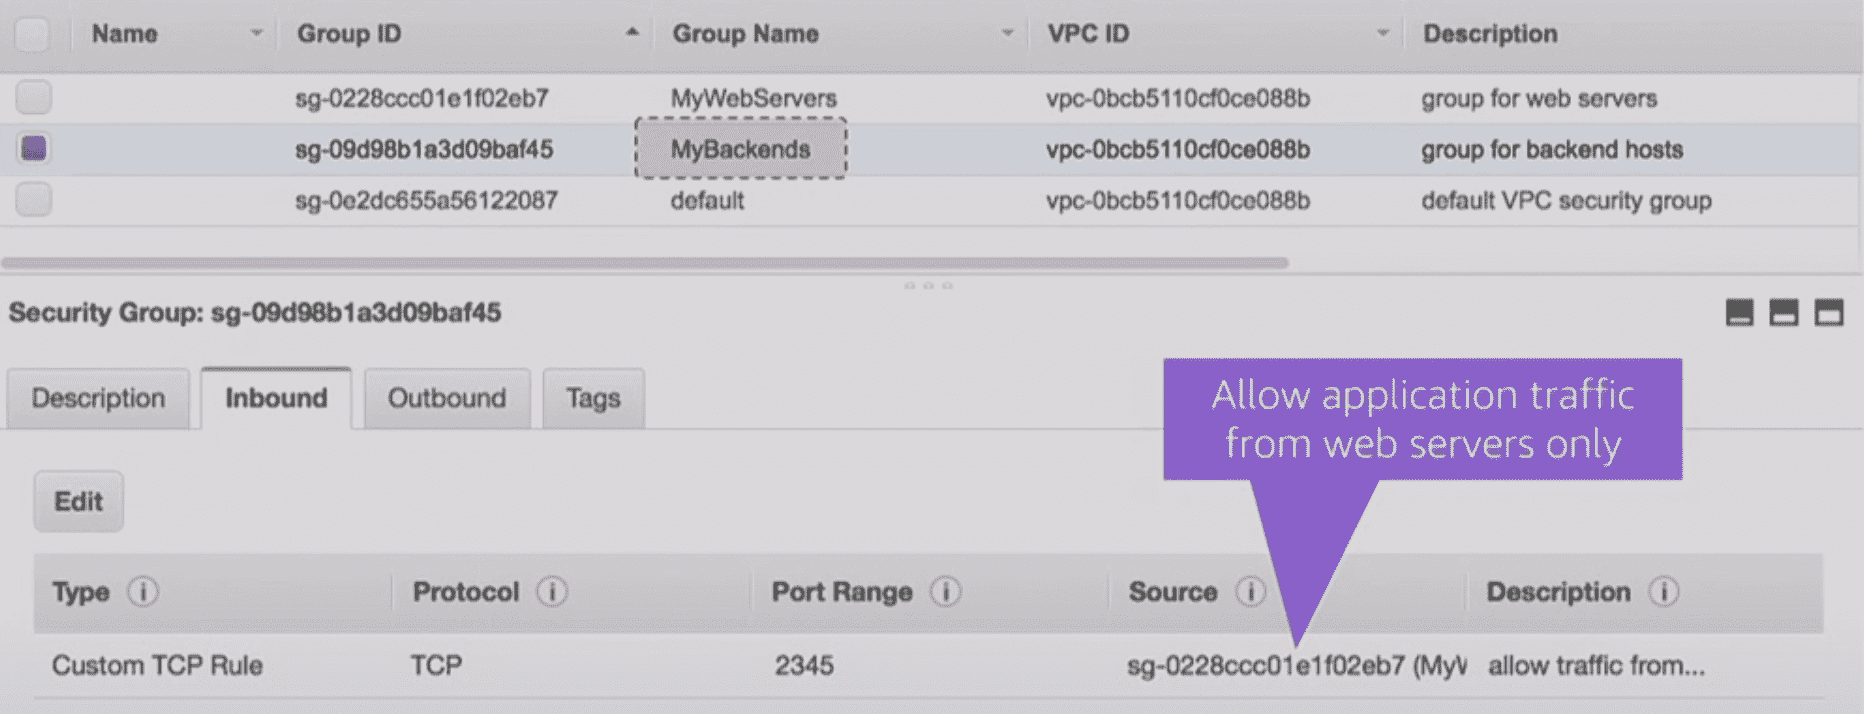 Name Group ID Group Name VPC ID Description
sg-0228ccc01e1f02eb7 MyWebServers vpc-0bcb5110cf0ce088b group for web servers
sg-09d98b1a3d09baf45 MyBackends vpc-0bcb5110cf0ce088b group for backend hosts
sg-0e2dc655a56122087 default vpc-0bcb5110cf0ce088b default VPC security group
Security Group: sg-09d98b1a3d09baf45
Description Inbound Outbound Tags
Allow application traffic
from web servers only
Edit
Type i Protocol i Port Range i Source i Description i
Custom TCP Rule TCP 2345 sg-0228ccc01e1f02eb7 (MyW allow traffic from...